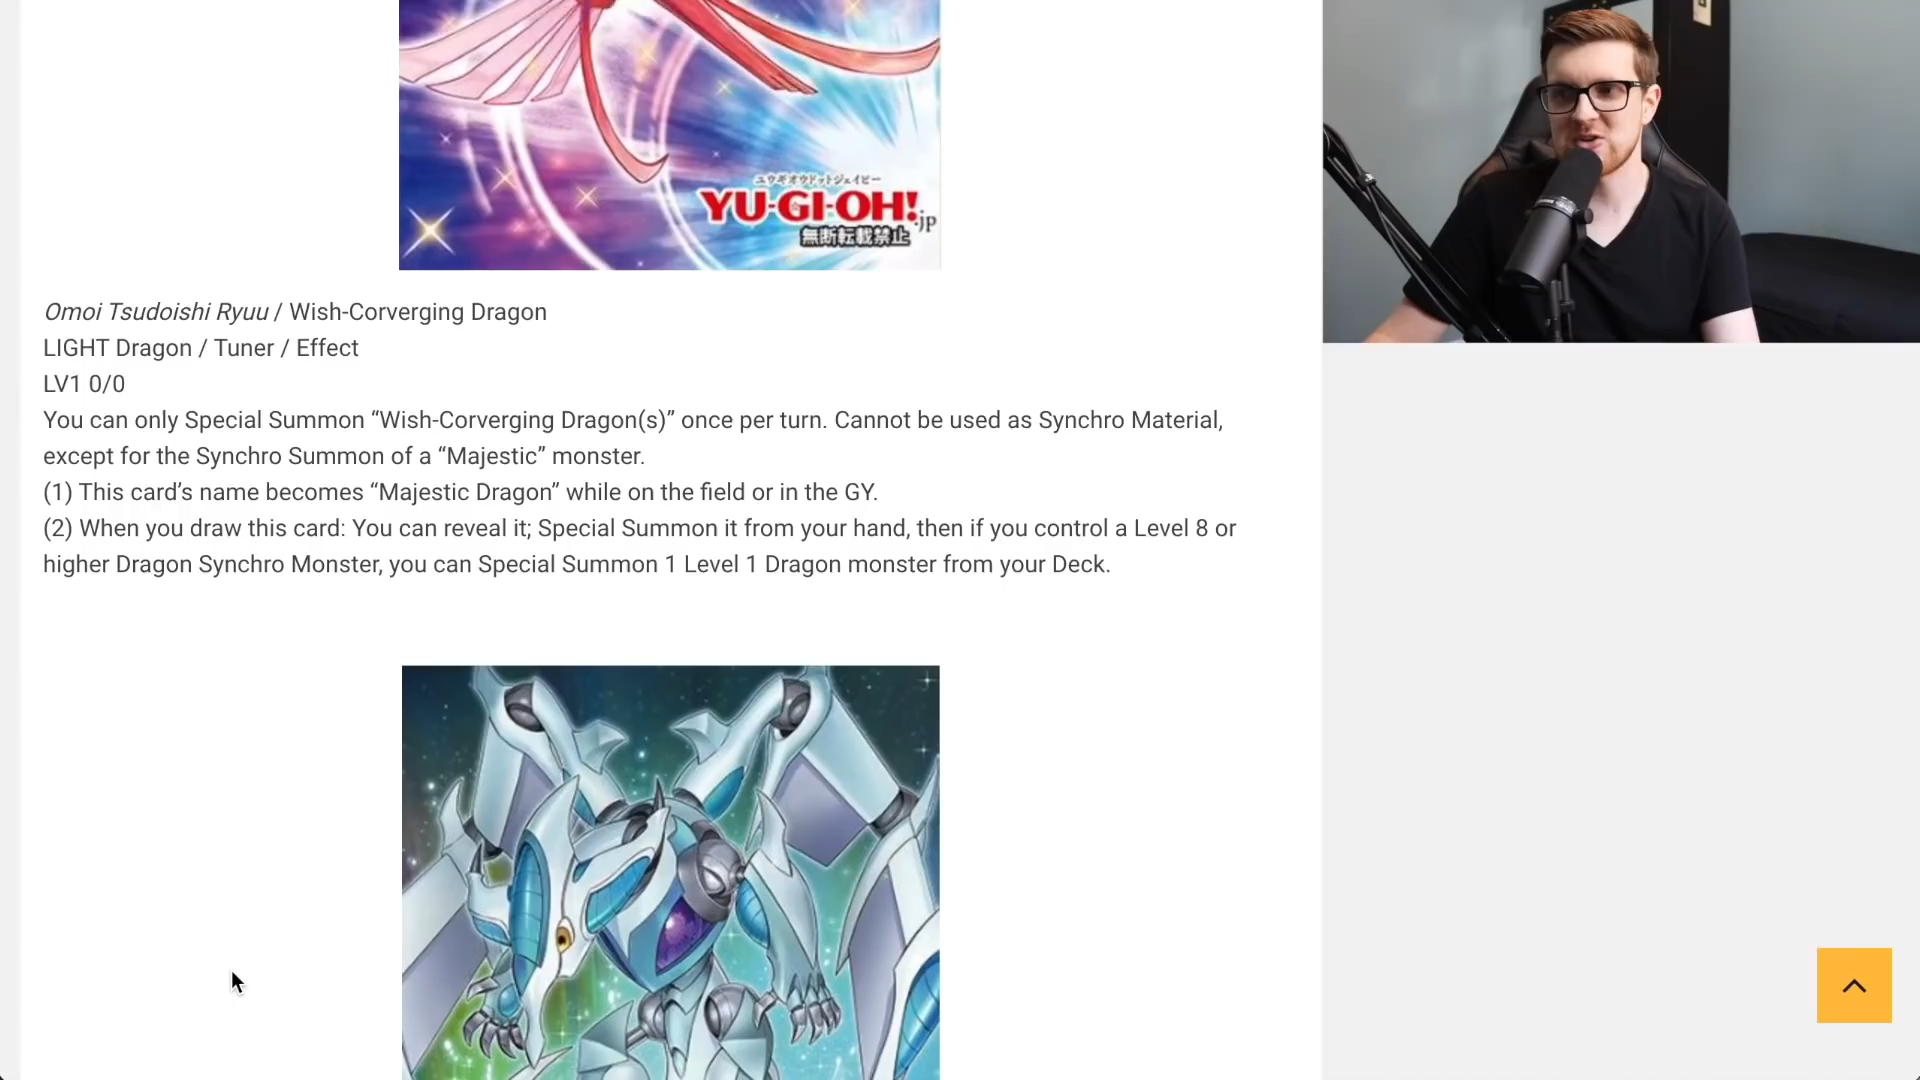 ユウギオウドットジェイピー
YU-GI-OH!.jp
無断転載禁止
Omoi Tsudoishi Ryuu / Wish-Corverging Dragon
LIGHT Dragon / Tuner / Effect
LV1 0/0
You can only Special Summon “Wish-Corverging Dragon(s)” once per turn. Cannot be used as Synchro Material,
except for the Synchro Summon of a “Majestic” monster.
(1) This card’s name becomes “Majestic Dragon” while on the field or in the GY.
(2) When you draw this card: You can reveal it; Special Summon it from your hand, then if you control a Level 8 or
higher Dragon Synchro Monster, you can Special Summon 1 Level 1 Dragon monster from your Deck.